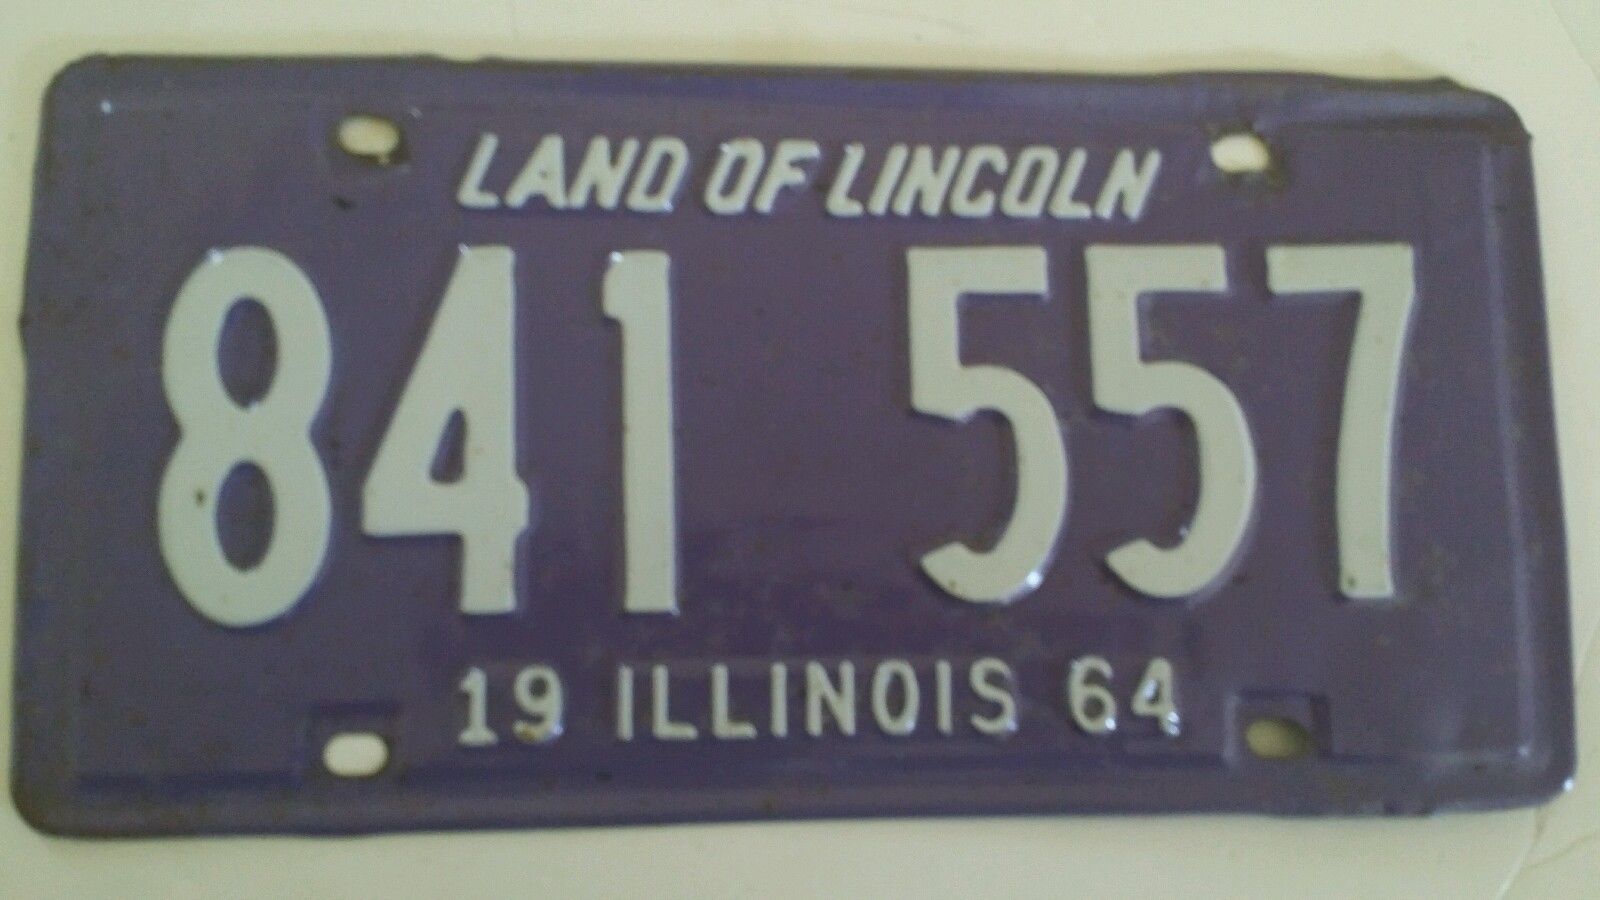 LAND OF LINCOLN
841 557
19 ILLINOIS 64